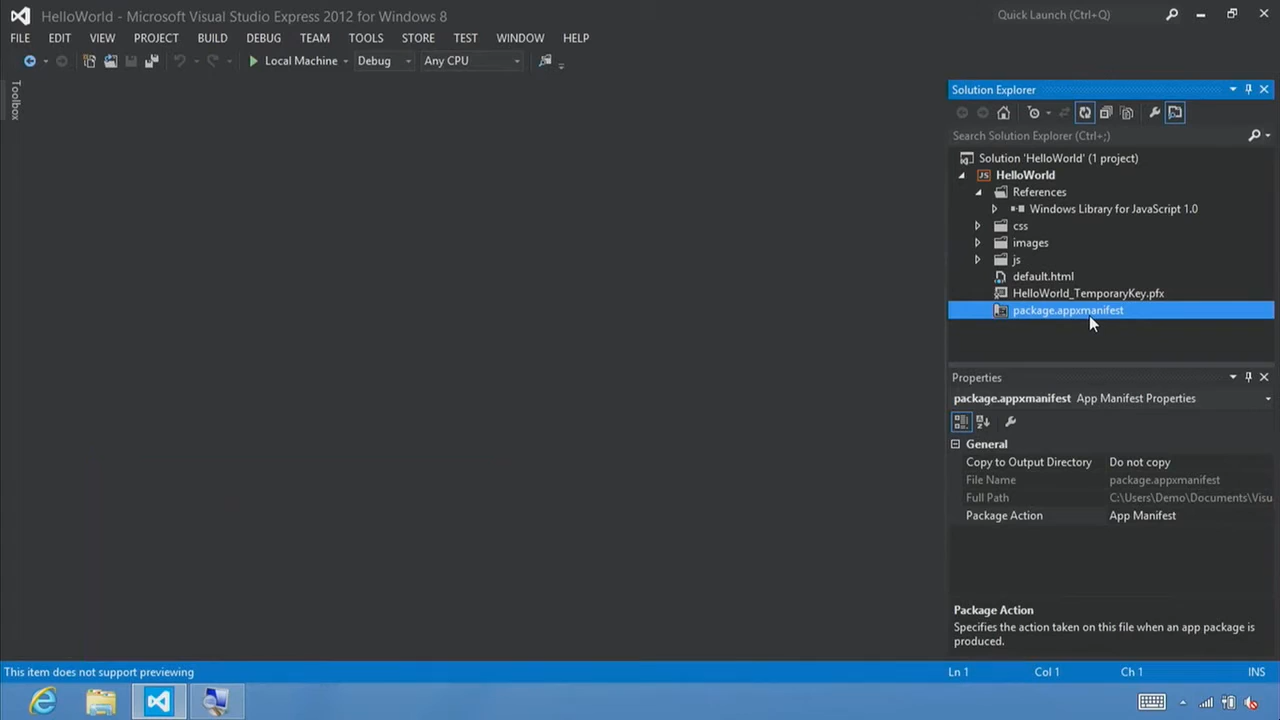 HelloWorld - Microsoft Visual Studio Express 2012 for Windows 8
Quick Launch (Ctrl+Q)
FILE EDIT VIEW PROJECT BUILD DEBUG TEAM TOOLS STORE TEST WINDOW HELP
Local Machine Debug Any CPU
Toolbox
Solution Explorer
Search Solution Explorer (Ctrl+;)
Solution 'HelloWorld' (1 project)
JS HelloWorld
References
Windows Library for JavaScript 1.0
css
images
js
default.html
HelloWorld_TemporaryKey.pfx
package.appxmanifest
Properties
package.appxmanifest App Manifest Properties
General
Copy to Output Directory Do not copy
File Name package.appxmanifest
Full Path C:\Users\Demo\Documents\Visu
Package Action App Manifest
Package Action
Specifies the action taken on this file when an app package is
produced.
This item does not support previewing Ln 1 Col 1 Ch 1 INS